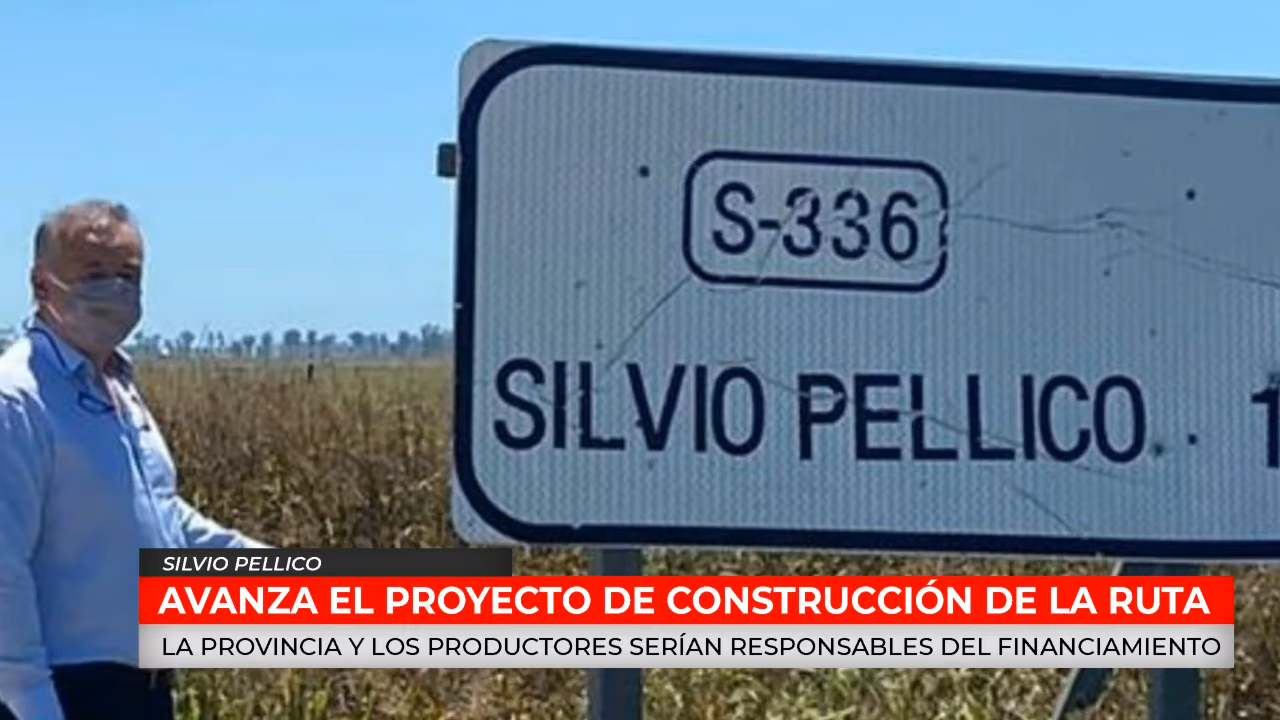 S-336
SILVIO PELLICO
SILVIO PELLICO
AVANZA EL PROYECTO DE CONSTRUCCIÓN DE LA RUTA
LA PROVINCIA Y LOS PRODUCTORES SERÍAN RESPONSABLES DEL FINANCIAMIENTO